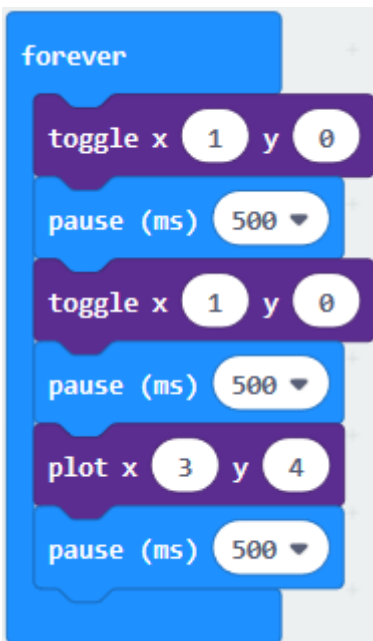 forever
toggle x 1 y 0
pause (ms) 500
toggle x 1 y 0
pause (ms) 500
plot x 3 y 4
pause (ms) 500